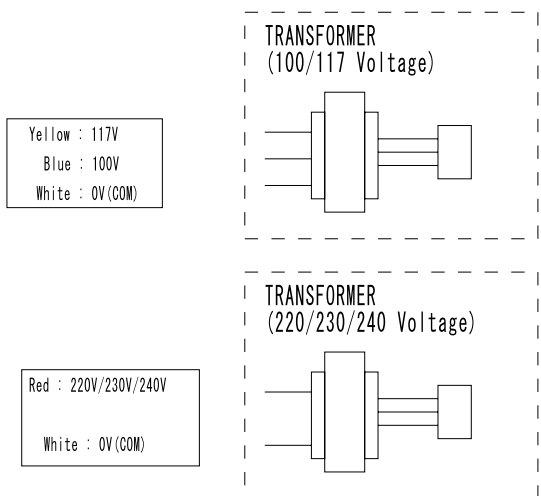 TRANSFORMER
(100/117 Voltage)
Yellow : 117V
Blue : 100V
White : 0V(COM)
TRANSFORMER
(220/230/240 Voltage)
Red : 220V/230V/240V
White : 0V(COM)